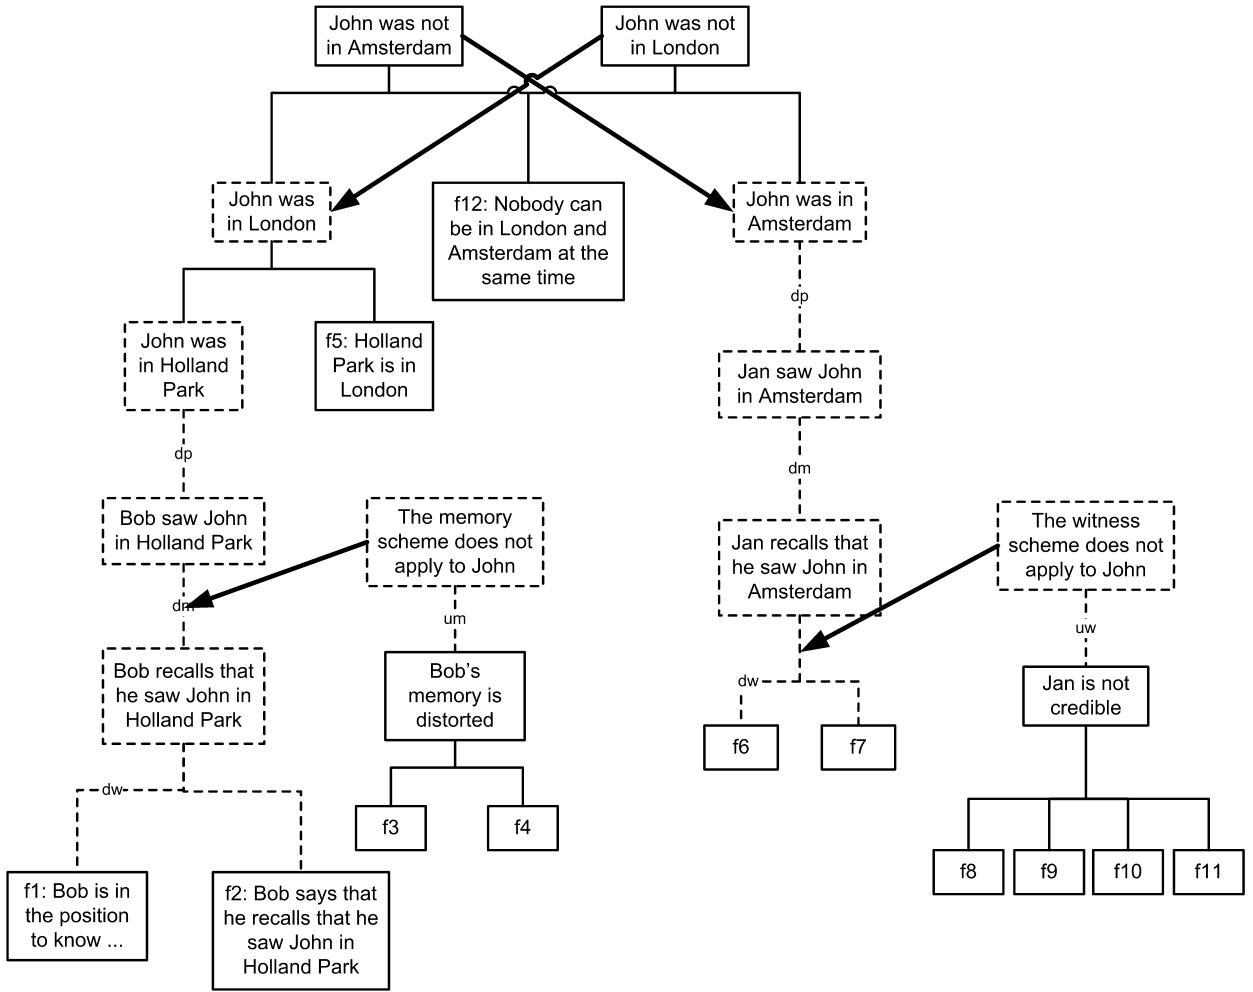 John was not
in Amsterdam
John was not
in London
John was
in London
f12: Nobody can
be in London and
Amsterdam at the
same time
John was in
Amsterdam
dp
John was
in Holland
Park
f5: Holland
Park is in
London
Jan saw John
in Amsterdam
dp
dm
Bob saw John
in Holland Park
The memory
scheme does not
apply to John
Jan recalls that
he saw John in
Amsterdam
The witness
scheme does not
apply to John
dm
um
uw
Bob recalls that
he saw John in
Holland Park
Bob’s
memory is
distorted
dw
Jan is not
credible
f6
f7
dw
f3
f4
f8
f9
f10
f11
f1: Bob is in
the position
to know ...
f2: Bob says that
he recalls that he
saw John in
Holland Park